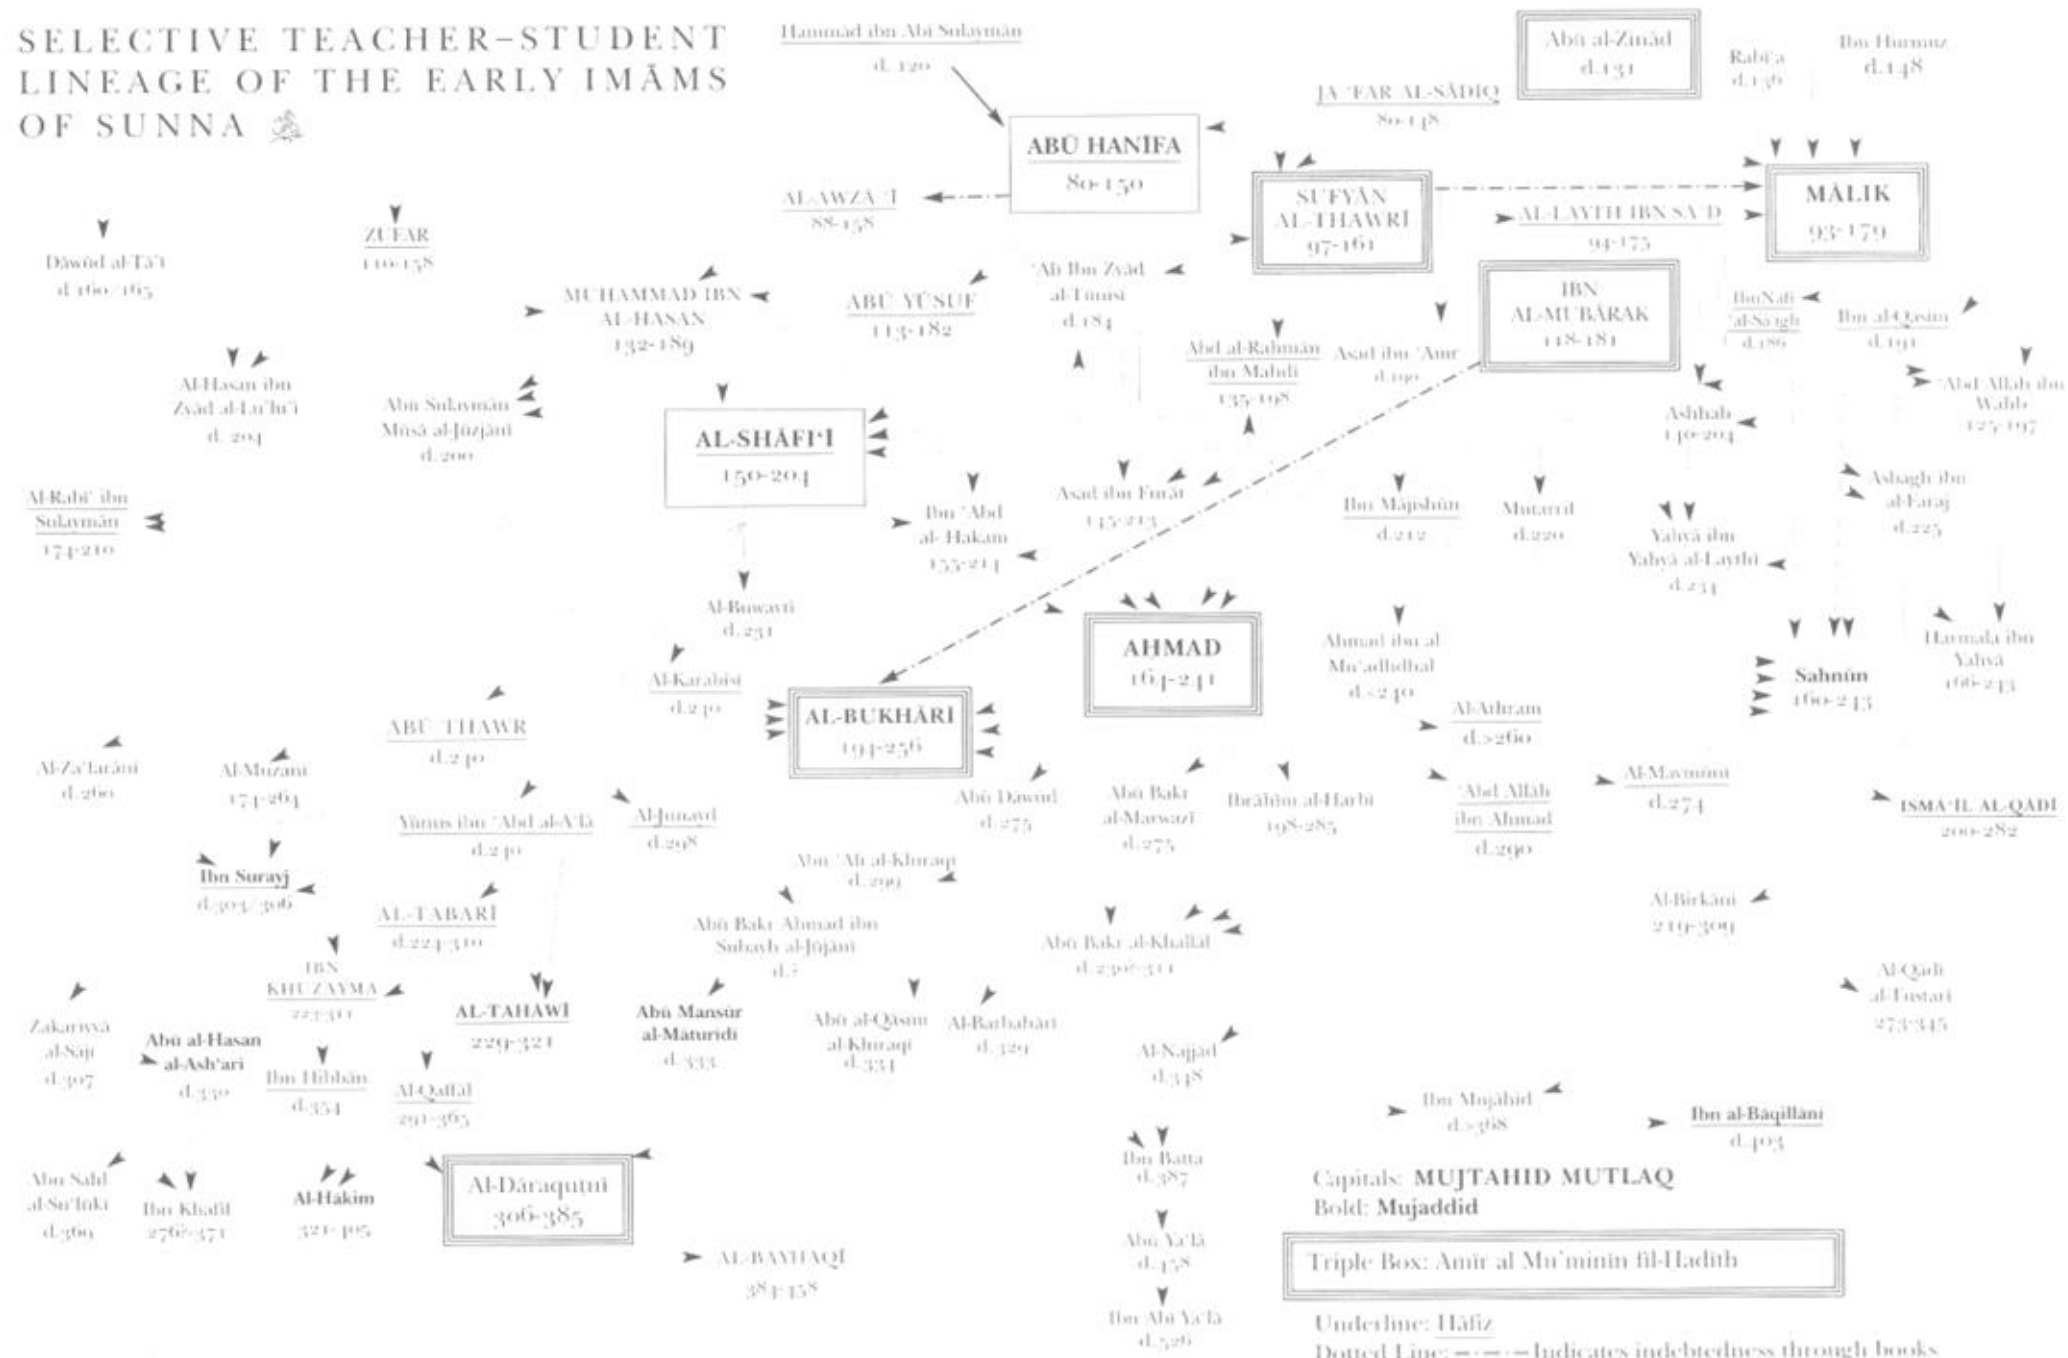 SELECTIVE TEACHER–STUDENT
LINEAGE OF THE EARLY IMĀMS
OF SUNNA
Hammād ibn Abi Sulaymān
d. 120
Abū al-Zinād
d.131
Rabī'a
d.136
Ibn Hurmuz
d.148
JA 'FAR AL-SĀDIQ
80-148
ABŪ HANĪFA
80-150
AL-AWZĀ 'Ī
88-158
SUFYĀN
AL-THAWRĪ
97-161
AL-LAYTH IBN SA'D
94-175
MĀLIK
93-179
Dāwūd al-Tā'ī
d 160/165
ZUFAR
110-158
MUHAMMAD IBN
AL-HASAN
132-189
ABŪ YŪSUF
113-182
'Alī Ibn Zyād
al-Tūnisī
d.184
IBN
AL-MUBĀRAK
118-181
Ibn Nāfi
al-Sa'igh
d.186
Ibn al-Qasim
d.191
Abd al-Rahmān
ibn Mahdī
135-198
Asad ibn 'Amr
d.190
'Abd Allāh ibn
Wahb
125-197
Al-Hasan ibn
Zyād al-Lu'lu'ī
d. 204
Abū Sulaymān
Mūsā al-Jūzjānī
d.200
AL-SHĀFI'Ī
150-204
Ashhab
140-204
Al-Rabī' ibn
Sulaymān
174-210
Ibn 'Abd
al- Hakam
155-214
Asad ibn Furāt
145-213
Ibn Mājishūn
d.212
Mutarrif
d.220
Yahyā ibn
Yahyā al-Laythī
d.234
Asbagh ibn
al-Faraj
d.225
Al-Buwaytī
d.231
AHMAD
164-241
Ahmad ibn al
Mu'adhdhal
d.<240
Sahnūn
160-243
Harmala ibn
Yahyā
166-243
Al-Karabīsī
d.240
ABŪ THAWR
d.240
AL-BUKHĀRĪ
194-256
Al-Athram
d.>260
Al-Za'farānī
d.260
Al-Muzanī
174-264
Yūnus ibn 'Abd al-A'lā
d.240
Al-Junayd
d.298
Abū Dāwud
d.275
Abū Bakr
al-Marwazī
d.275
Ibrāhīm al-Harbī
198-285
'Abd Allāh
ibn Ahmad
d.290
Al-Maymūnī
d.274
ISMĀ'ĪL AL-QĀDĪ
200-282
Ibn Surayj
d.303/306
Abū 'Alī al-Khiraqī
d.299
AL-TABARĪ
d.224-310
Abū Bakr Ahmad ibn
Subayh al-Jūjānī
d.?
Abū Bakr al-Khallāl
d.230?-311
Al-Birkānī
219-309
IBN
KHUZAYMA
223-311
Al-Qādī
al-Tustarī
273-345
Zakariyyā
al-Sājī
d.307
Abū al-Hasan
al-Ash'arī
d.330
AL-TAHĀWĪ
229-321
Abū Mansūr
al-Māturīdī
d.333
Abū al-Qāsim
al-Khiraqī
d.334
Al-Barbahārī
d.329
Ibn Hibbān
d.354
Al-Qaffāl
291-365
Al-Najjād
d.348
Ibn Mujāhid
d.>368
Ibn al-Bāqillānī
d.403
Abū Sahl
al-Su'lūkī
d.369
Ibn Khafīf
276?-371
Al-Hākim
321-405
Al-Dāraqutnī
306-385
Ibn Batta
d.387
AL-BAYHAQĪ
384-458
Abū Ya'lā
d.458
Ibn Abī Ya'lā
d.526
Capitals: MUJTAHID MUTLAQ
Bold: Mujaddid
Triple Box: Amīr al Mu'minīn fil-Hadīth
Underline: Hāfiz
Dotted Line: Indicates indebtedness through books